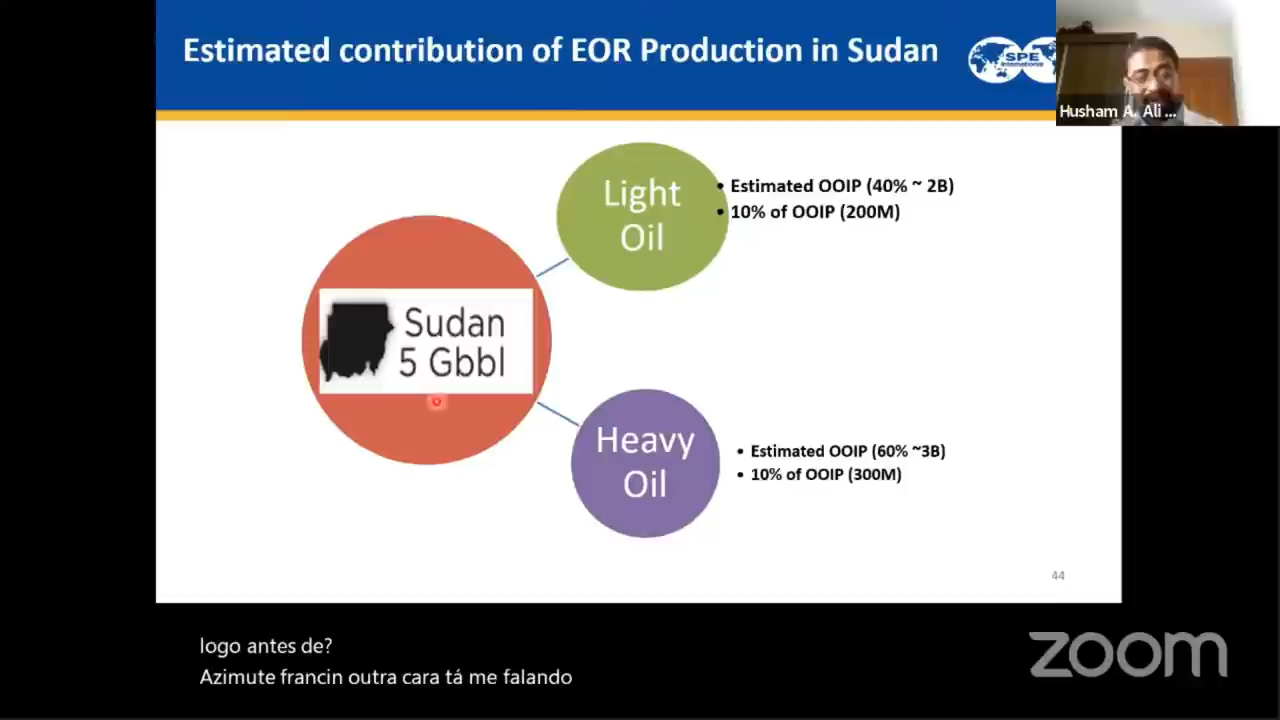 Estimated contribution of EOR Production in Sudan
SPE
International
Husham A. Ali ...
Light
Oil
• Estimated OOIP (40% ~ 2B)
• 10% of OOIP (200M)
Sudan
5 Gbbl
Heavy
Oil
• Estimated OOIP (60% ~3B)
• 10% of OOIP (300M)
44
logo antes de?
Azimute francin outra cara tá me falando
zoom